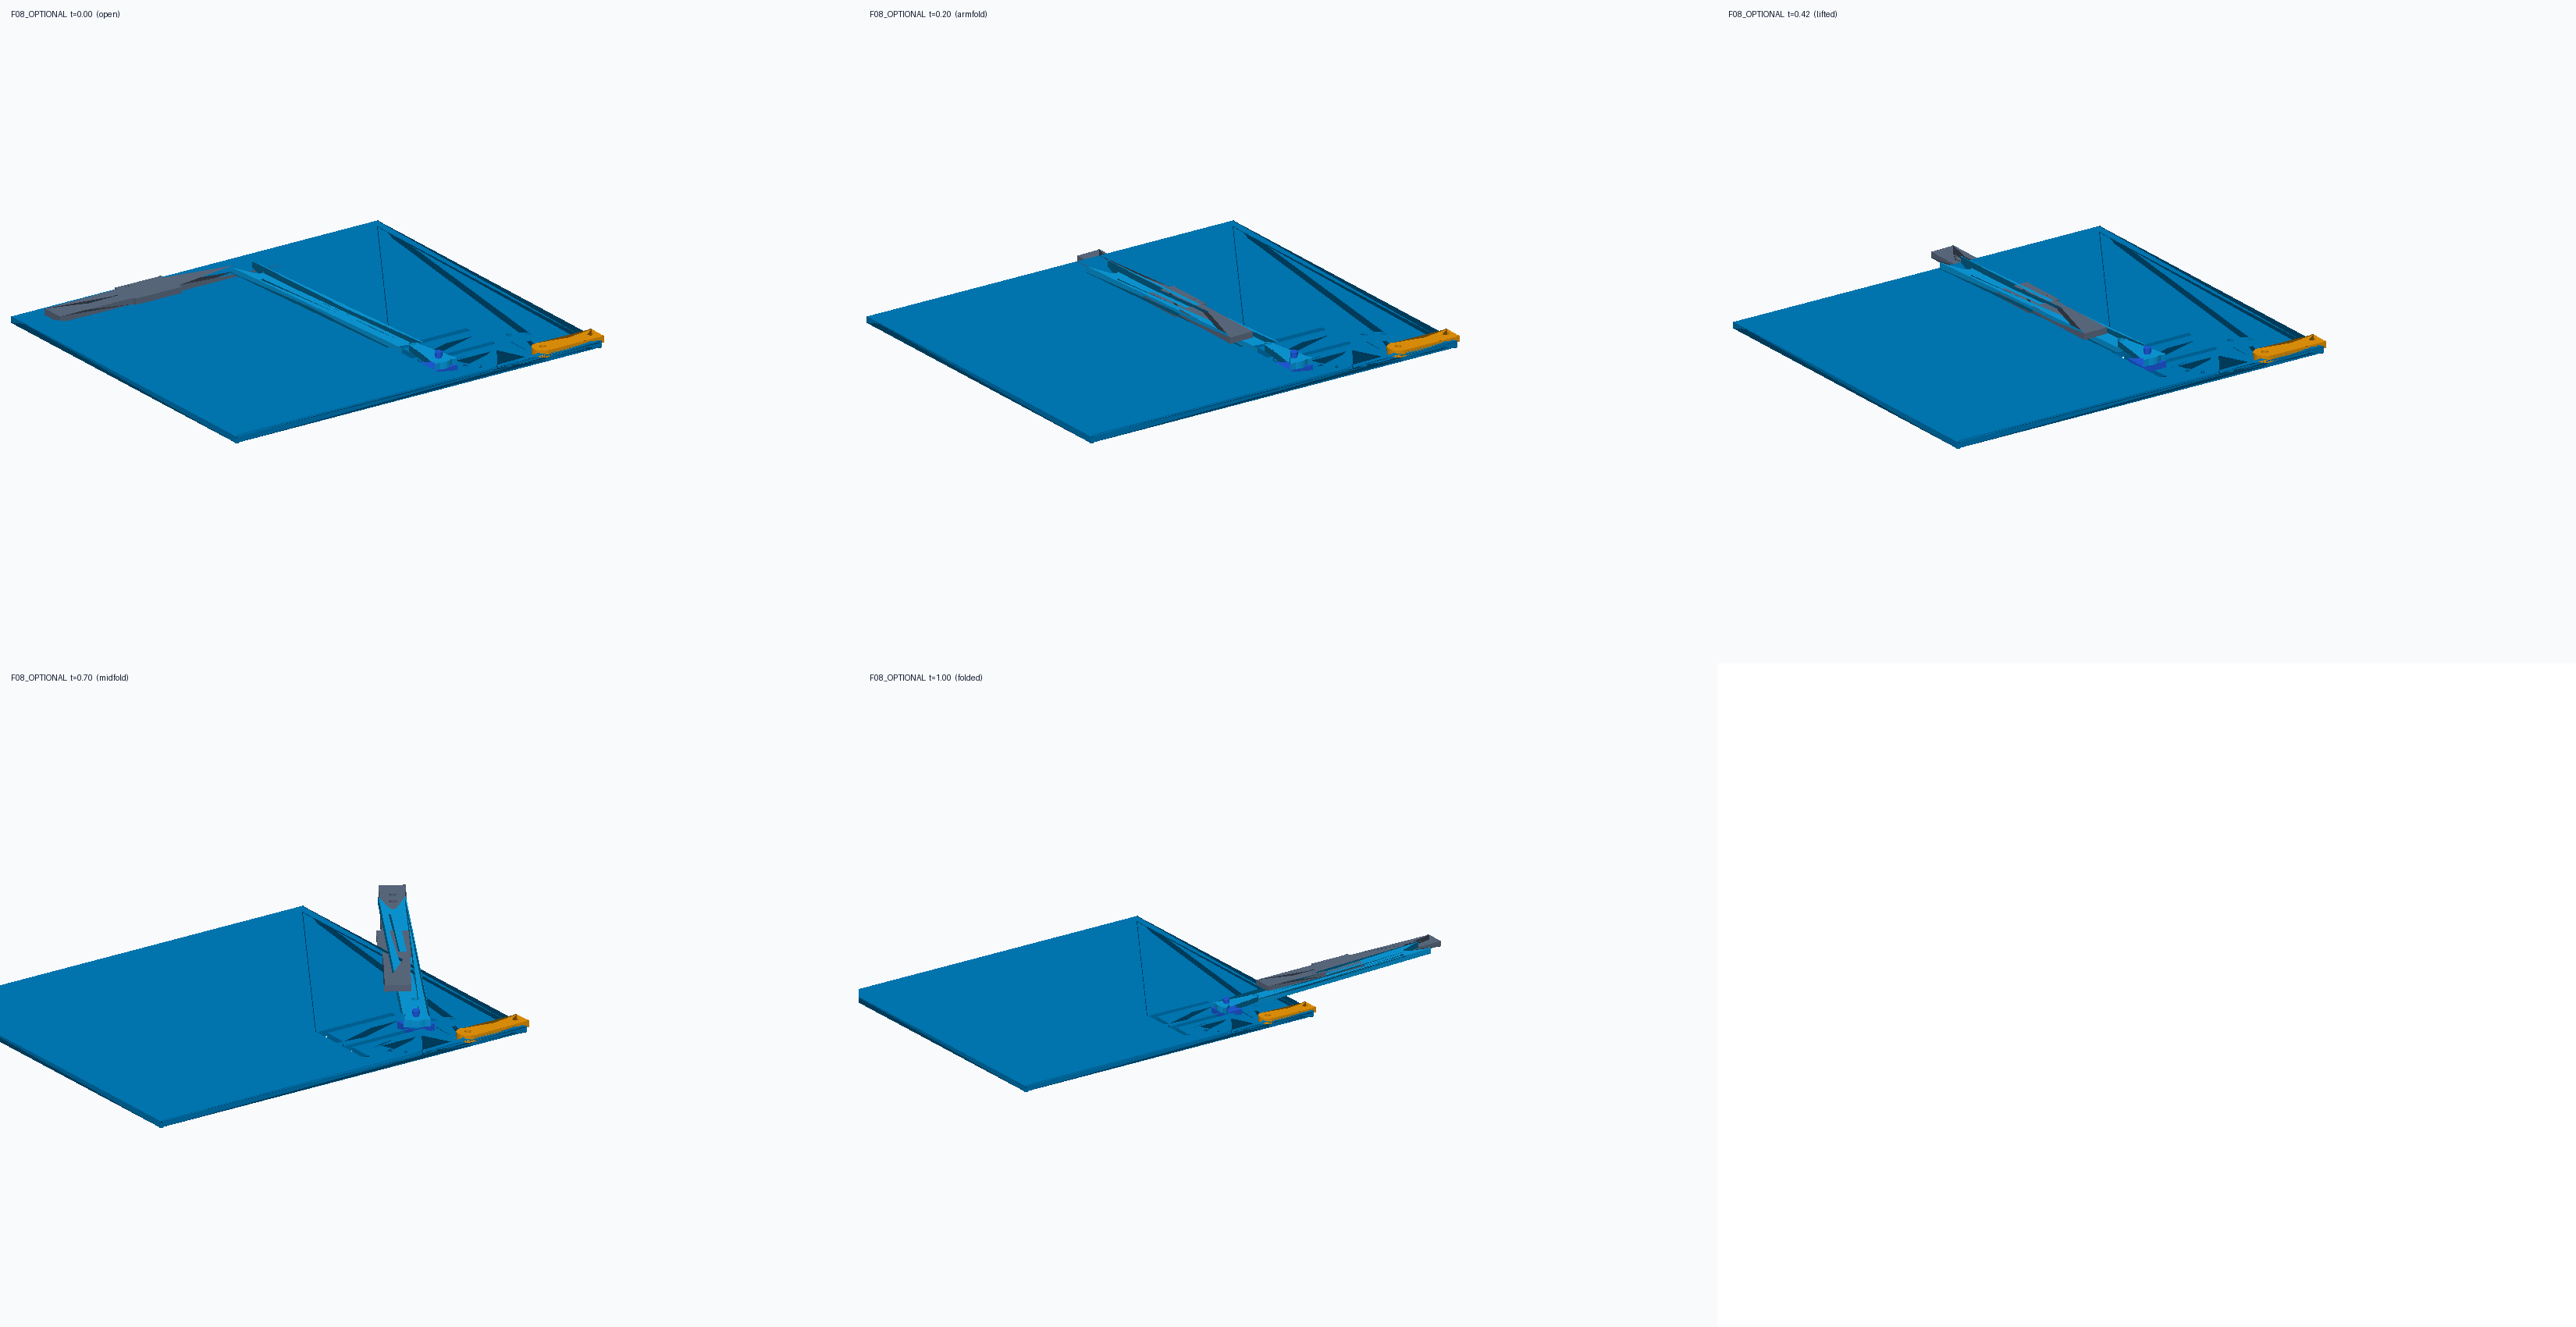 F08_OPTIONAL t=0.00 (open)
F08_OPTIONAL t=0.20 (armfold)
F08_OPTIONAL t=0.42 (lifted)
F08_OPTIONAL t=0.70 (midfold)
F08_OPTIONAL t=1.00 (folded)